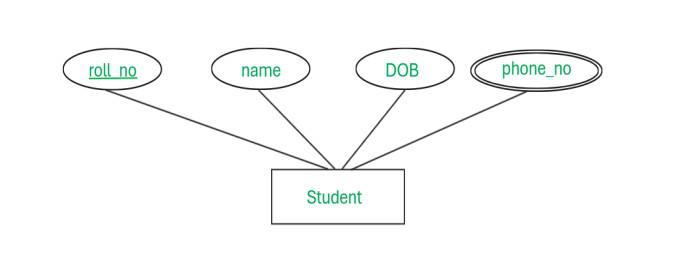 roll_no
name
DOB
phone_no
Student